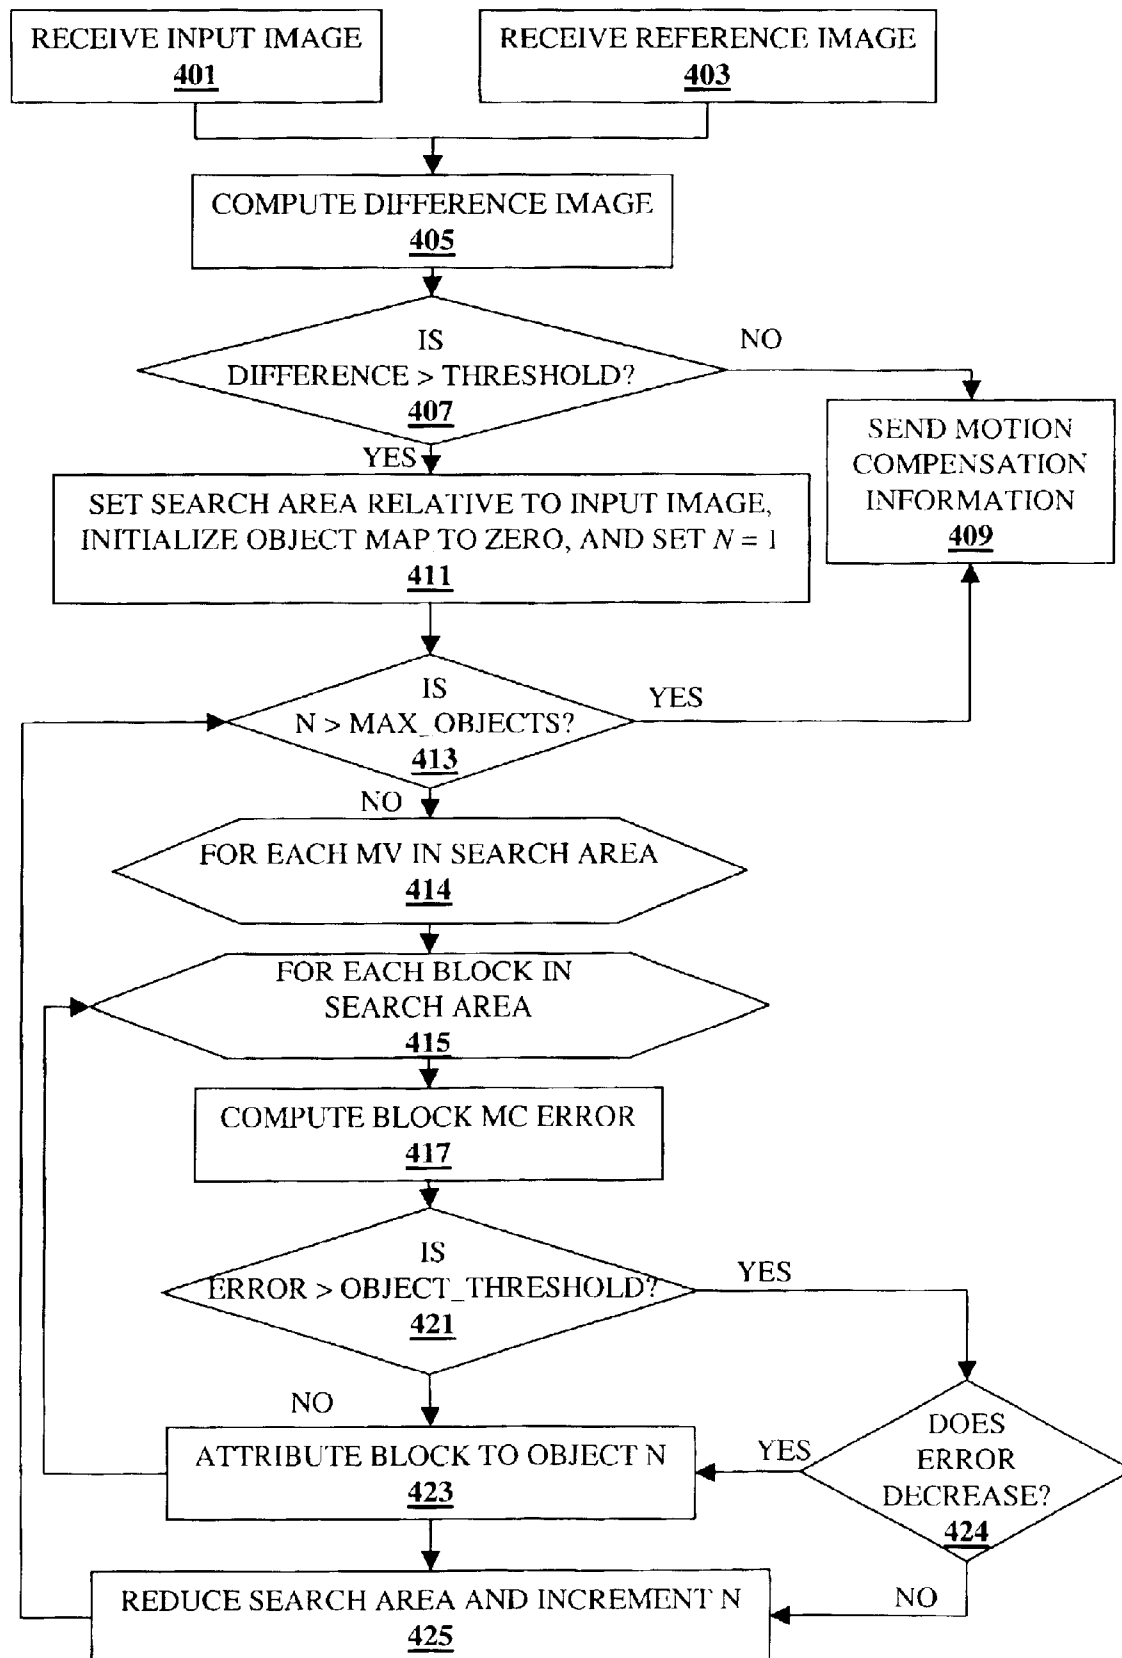 RECEIVE INPUT IMAGE
401
RECEIVE REFERENCE IMAGE
403
COMPUTE DIFFERENCE IMAGE
405
IS
DIFFERENCE > THRESHOLD?
407
NO
YES
SEND MOTION
COMPENSATION
INFORMATION
409
SET SEARCH AREA RELATIVE TO INPUT IMAGE,
INITIALIZE OBJECT MAP TO ZERO, AND SET N = 1
411
IS
N > MAX_OBJECTS?
413
YES
NO
FOR EACH MV IN SEARCH AREA
414
FOR EACH BLOCK IN
SEARCH AREA
415
COMPUTE BLOCK MC ERROR
417
IS
ERROR > OBJECT_THRESHOLD?
421
YES
NO
DOES
ERROR
DECREASE?
424
YES
ATTRIBUTE BLOCK TO OBJECT N
423
NO
REDUCE SEARCH AREA AND INCREMENT N
425